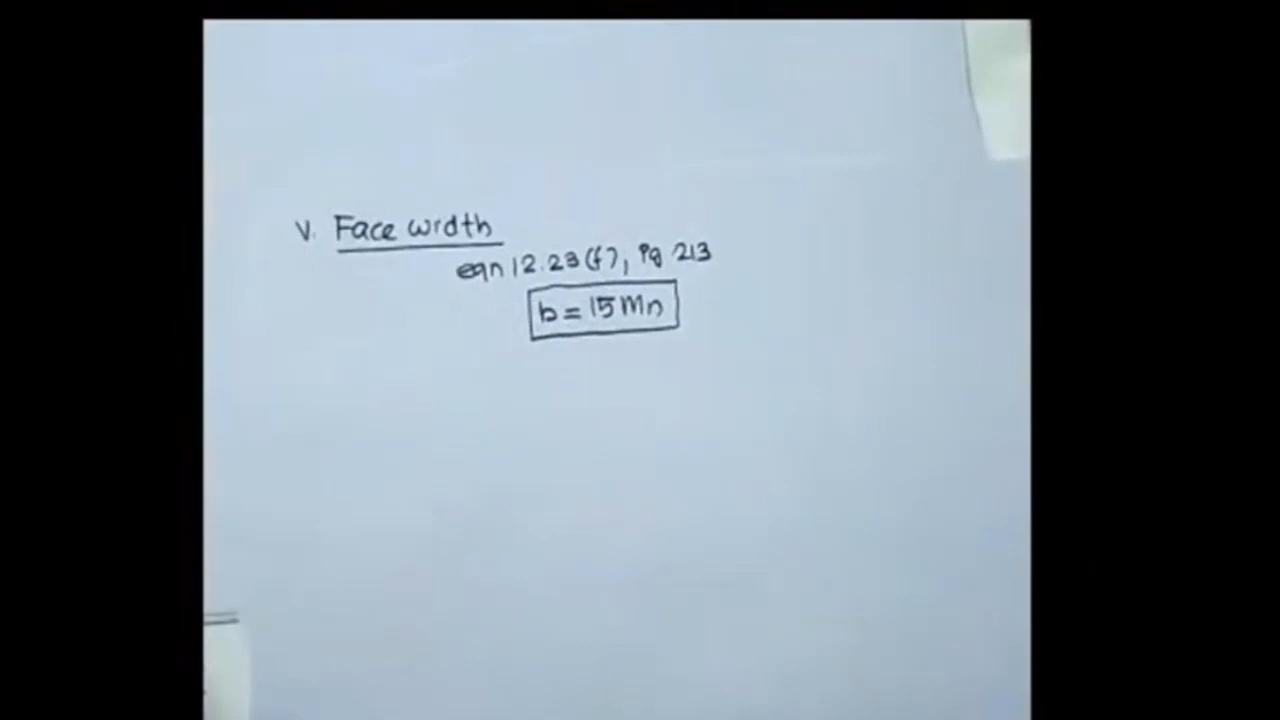 V. Face width
eqn 12.23(f), Pg 213
b = 15Mn